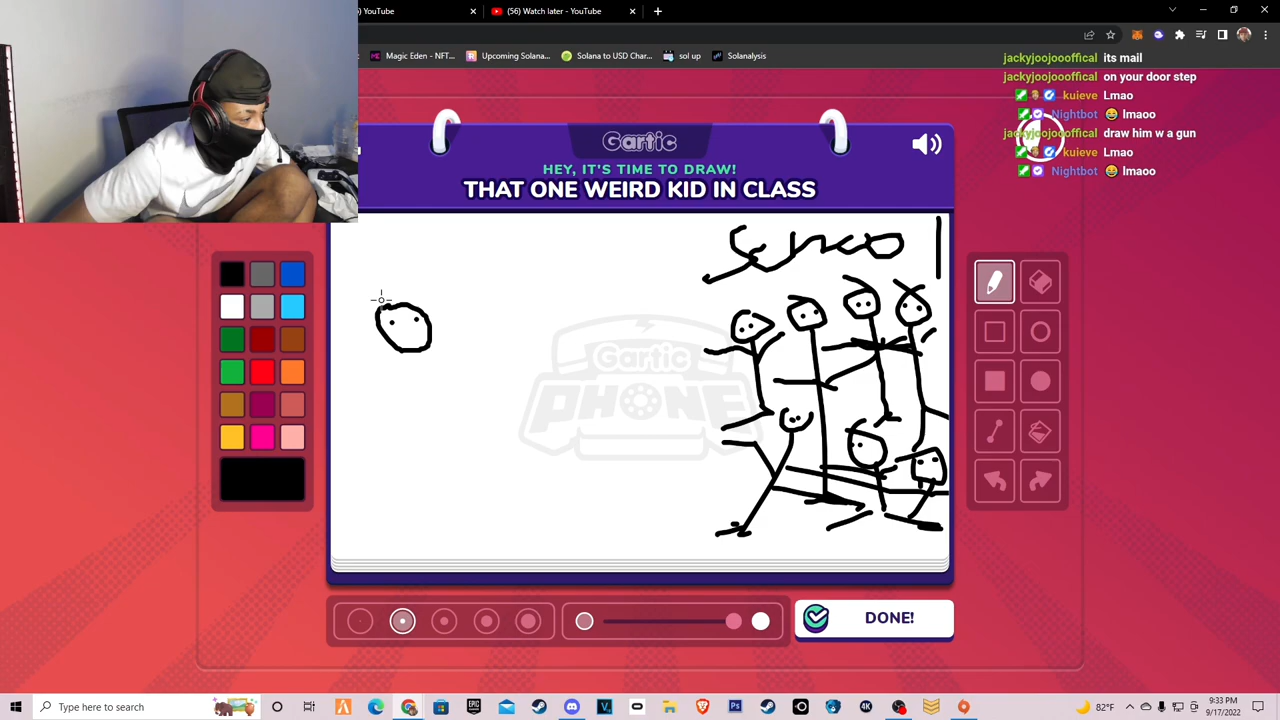 YouTube
(56) Watch later - YouTube
Magic Eden - NFT...
Upcoming Solana...
Solana to USD Char...
sol up
Solanalysis
jackyjoojoooffical its mail
jackyjoojoooffical on your door step
kuieve Lmao
Nightbot 😅 lmaoo
jackyjoojoooffical draw him w a gun
kuieve Lmao
Nightbot 😅 lmaoo
Gartic
HEY, IT'S TIME TO DRAW!
THAT ONE WEIRD KID IN CLASS
Gartic
PHONE
DONE!
Type here to search
82°F
9:33 PM
9/17/2022